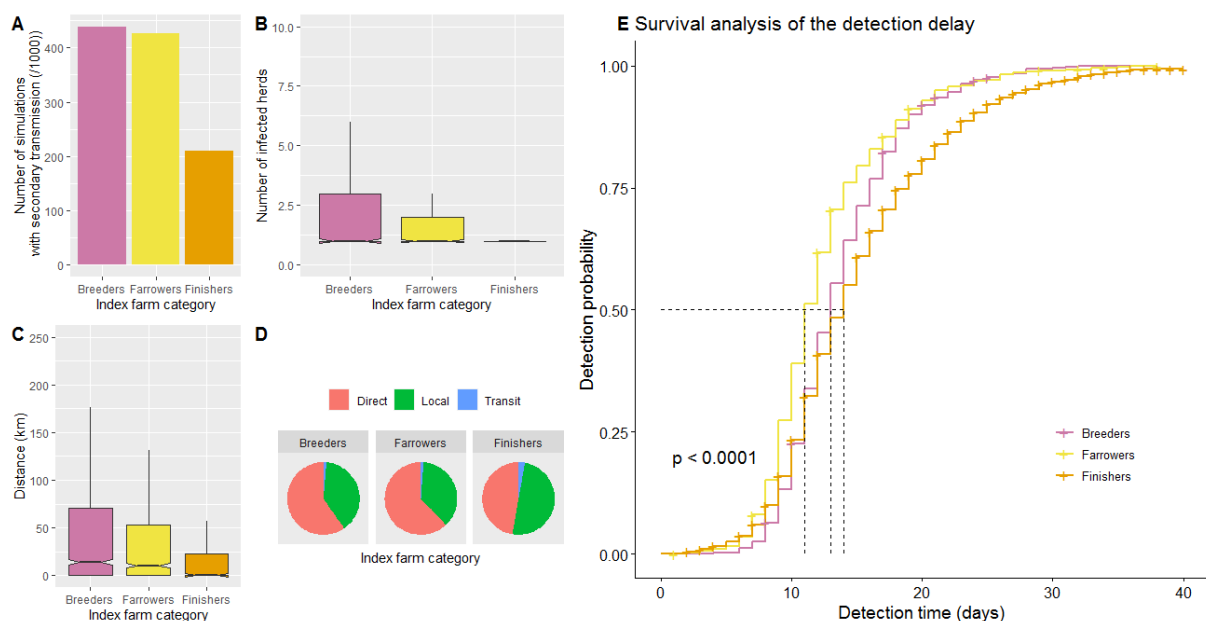 A
Number of simulations
with secondary transmission (/1000))
400
300
200
100
0
Breeders Farrowers Finishers
Index farm category
B
Number of infected herds
10.0
7.5
5.0
2.5
0.0
Breeders Farrowers Finishers
Index farm category
C
Distance (km)
250
200
150
100
50
0
Breeders Farrowers Finishers
Index farm category
D
Direct Local Transit
Breeders Farrowers Finishers
Index farm category
E Survival analysis of the detection delay
Detection probability
1.00
0.75
0.50
0.25
0.00
p < 0.0001
Breeders
Farrowers
Finishers
0 10 20 30 40
Detection time (days)